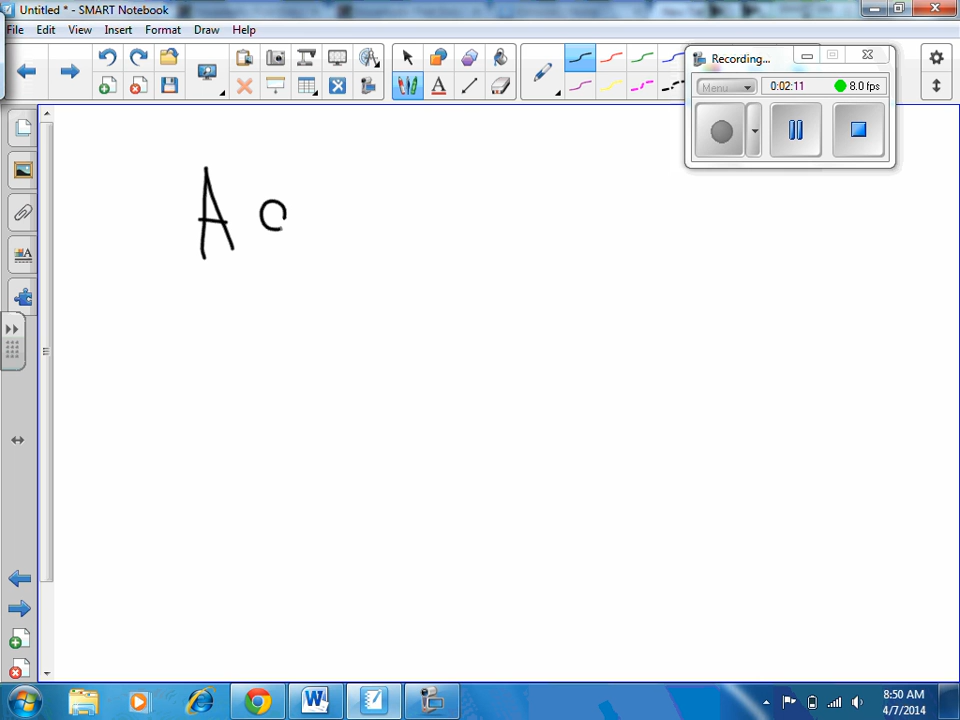 Untitled * - SMART Notebook
File Edit View Insert Format Draw Help
Recording...
Menu 0:02:11 8.0 fps
A
8:50 AM
4/7/2014